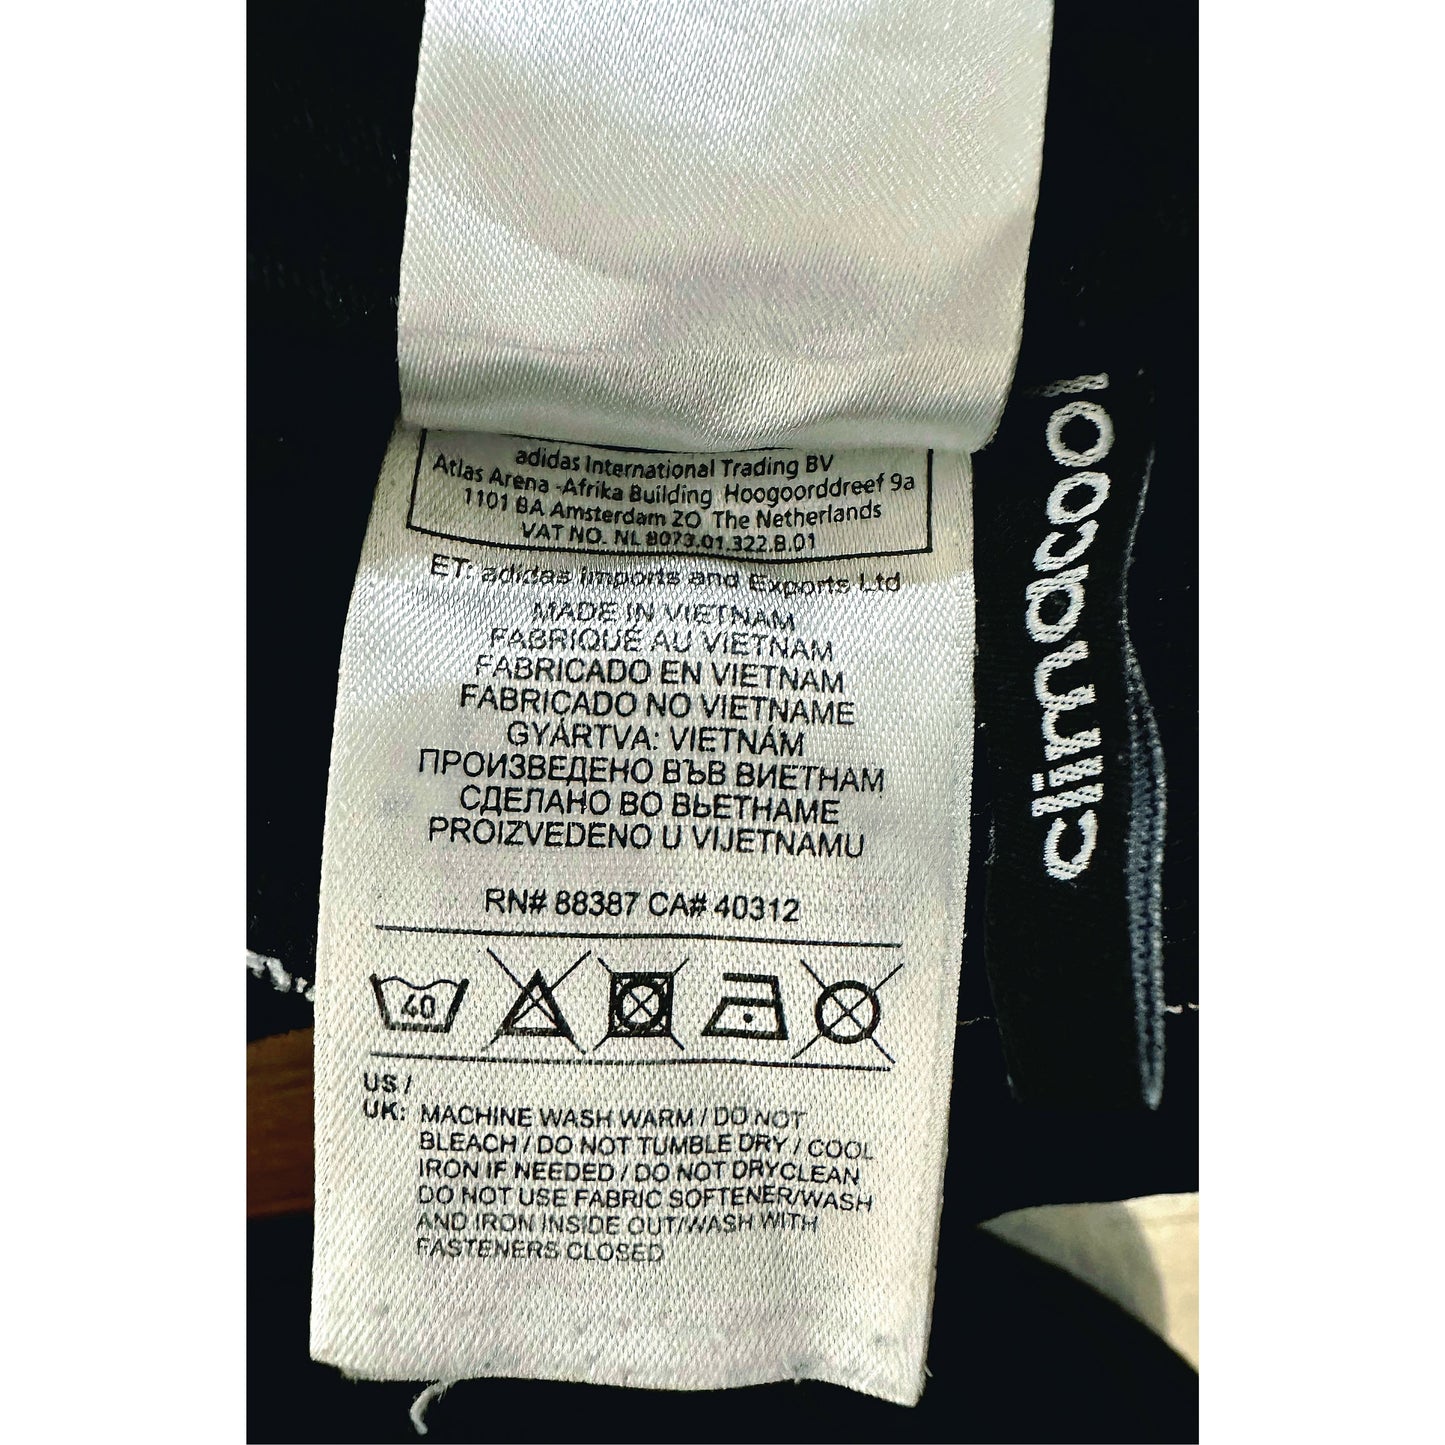 adidas International Trading BV
Atlas Arena -Afrika Building Hoogoorddreef 9a
1101 BA Amsterdam ZO The Netherlands
VAT NO. NL 8073.01.322.B.01
ET: adidas Imports and Exports Ltd
MADE IN VIETNAM
FABRIQUÉ AU VIETNAM
FABRICADO EN VIETNAM
FABRICADO NO VIETNAME
GYÁRTVA: VIETNÁM
ПРОИЗВЕДЕНО ВЪВ ВИЕТНАМ
СДЕЛАНО ВО ВЬЕТНАМЕ
PROIZVEDENO U VIJETNAMU
RN# 88387 CA# 40312
40
US /
UK: MACHINE WASH WARM / DO NOT
BLEACH / DO NOT TUMBLE DRY / COOL
IRON IF NEEDED / DO NOT DRYCLEAN
DO NOT USE FABRIC SOFTENER/WASH
AND IRON INSIDE OUT/WASH WITH
FASTENERS CLOSED
climacool